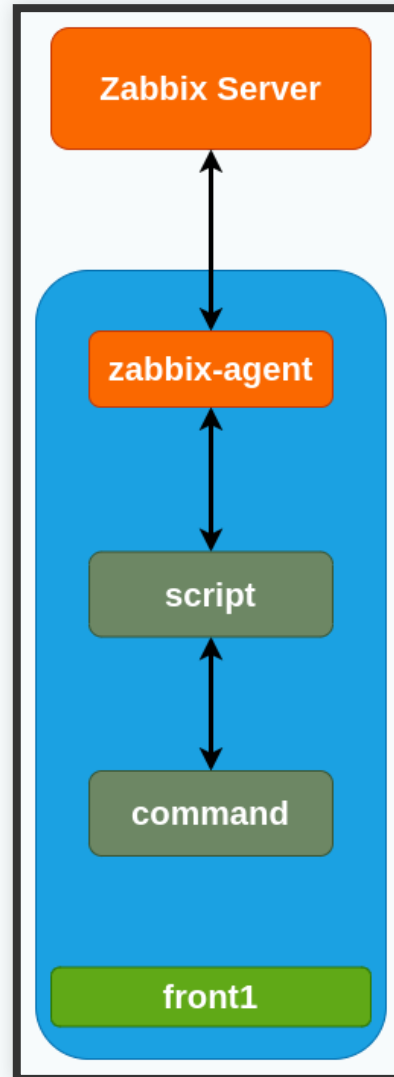 Zabbix Server
zabbix-agent
script
command
front1